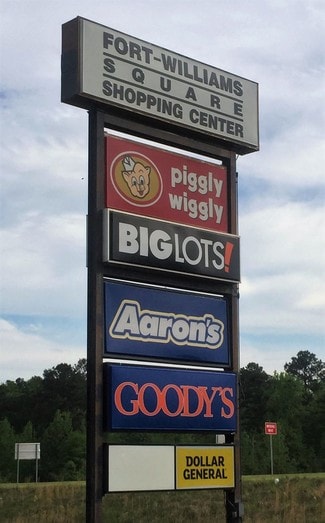 FORT-WILLIAMS
SQUARE
SHOPPING CENTER
piggly
wiggly
BIGLOTS!
Aaron's
GOODY'S
DOLLAR
GENERAL